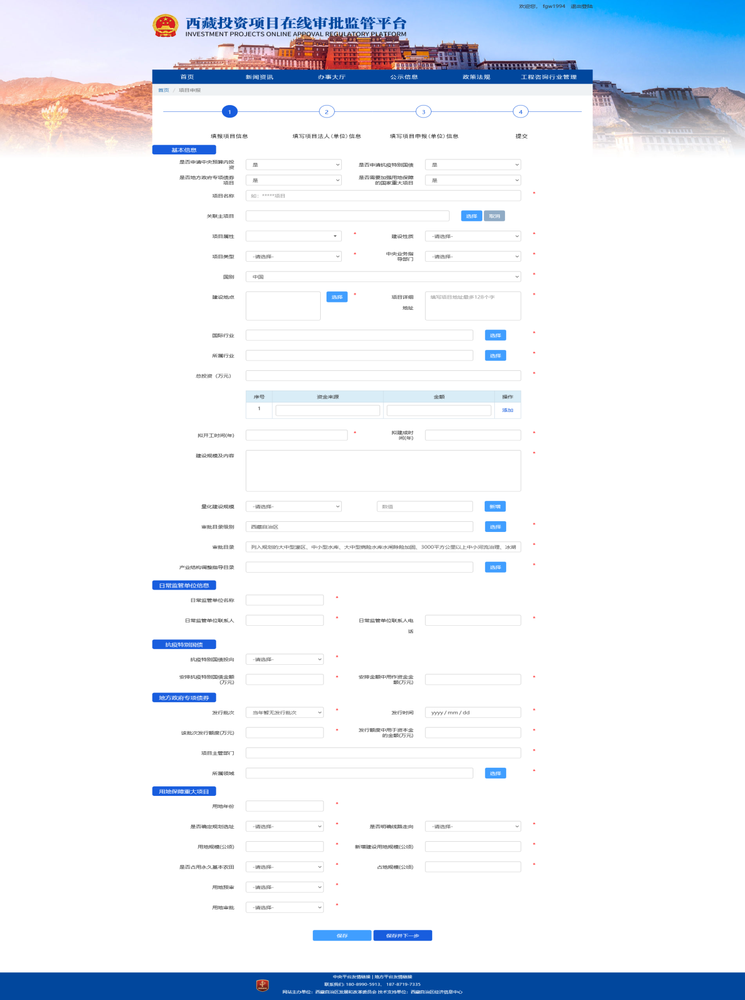 欢迎您， fgw1994 退出登陆
西藏投资项目在线审批监管平台
INVESTMENT PROJECTS ONLINE APPOVAL REGULATORY PLATFORM
首页 新闻资讯 办事大厅 公示信息 政策法规 工程咨询行业管理
首页 / 项目申报
1 2 3 4
填报项目信息 填写项目法人(单位)信息 填写项目申报(单位)信息 提交
基本信息
是否申请中央预算内投资 是 是否申请抗疫特别国债 是
是否地方政府专项债券项目 是 是否需要加强用地保障的国家重大项目 是
项目名称 如：*****项目 *
关联主项目 选择 取消
项目属性 * 建设性质 -请选择- *
项目类型 -请选择- * 中央业务指导部门 -请选择- *
国别 中国 *
建设地点 选择 * 项目详细地址 填写项目地址最多128个字 *
国际行业 选择 *
所属行业 选择 *
总投资（万元） *
序号 资金来源 金额 操作
1 添加
拟开工时间(年) * 拟建成时间(年) *
建设规模及内容 *
量化建设规模 -请选择- 数值 新增
审批目录级别 西藏自治区 选择 *
审批目录 列入规划的大中型灌区、中小型水库、大中型病险水库水闸除险加固、3000平方公里以上中小河流治理、冰湖 *
产业结构调整指导目录 选择 *
日常监管单位信息
日常监管单位名称 *
日常监管单位联系人 * 日常监管单位联系人电话 *
抗疫特别国债
抗疫特别国债投向 -请选择- *
安排抗疫特别国债金额(万元) * 安排金额中用作资金金额(万元) *
地方政府专项债券
发行批次 当年暂无发行批次 * 发行时间 yyyy / mm / dd *
该批次发行额度(万元) * 发行额度中用于资本金的金额(万元) *
项目主管部门 *
所属领域 选择 *
用地保障重大项目
用地年份 *
是否确定规划选址 -请选择- * 是否明确线路走向 -请选择- *
用地规模(公顷) * 新增建设用地规模(公顷) *
是否占用永久基本农田 -请选择- * 占地规模(公顷) *
用地预审 -请选择- *
用地审批 -请选择- *
保存 保存并下一步
中央平台友情链接 | 地方平台友情链接
联系我们: 180-8990-5913、 187-8719-7335
网站主办单位：西藏自治区发展和改革委员会 技术支持单位：西藏自治区经济信息中心